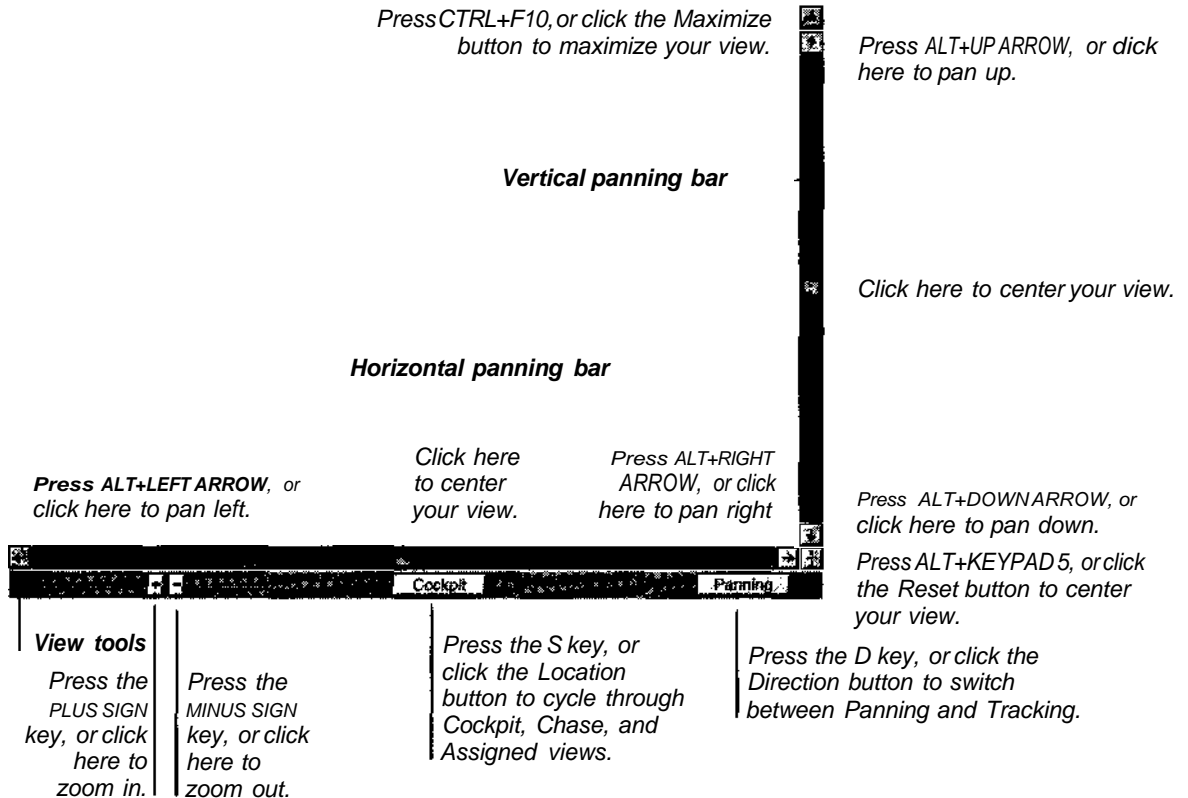 Press CTRL+F10, or click the Maximize
button to maximize your view.
Press ALT+UP ARROW, or dick
here to pan up.
Vertical panning bar
Click here to center your view.
Horizontal panning bar
Press ALT+LEFT ARROW, or
click here to pan left.
Click here
to center
your view.
Press ALT+RIGHT
ARROW, or click
here to pan right
Press ALT+DOWN ARROW, or
click here to pan down.
Press ALT+KEYPAD 5, or click
the Reset button to center
your view.
+ -
Cockpit
Panning
View tools
Press the
PLUS SIGN
key, or click
here to
zoom in.
Press the
MINUS SIGN
key, or click
here to
zoom out.
Press the S key, or
click the Location
button to cycle through
Cockpit, Chase, and
Assigned views.
Press the D key, or click the
Direction button to switch
between Panning and Tracking.